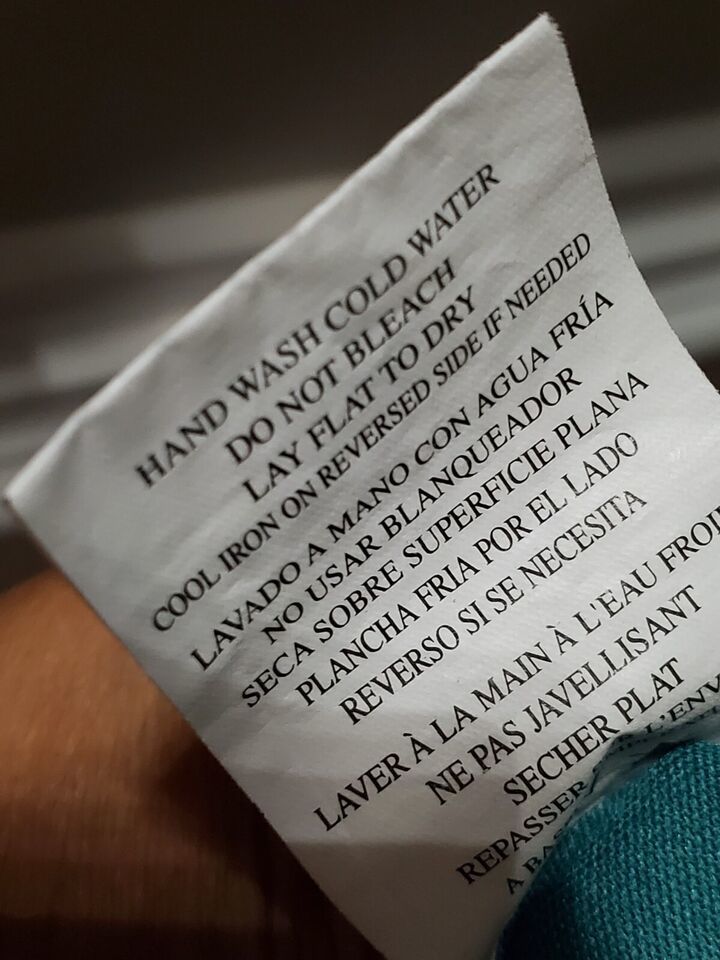 HAND WASH COLD WATER
DO NOT BLEACH
LAY FLAT TO DRY
COOL IRON ON REVERSED SIDE IF NEEDED
LAVADO A MANO CON AGUA FRÍA
NO USAR BLANQUEADOR
SECA SOBRE SUPERFICIE PLANA
PLANCHA FRIA POR EL LADO
REVERSO SI SE NECESITA
LAVER À LA MAIN À L'EAU
NE PAS JAVELLISANT
SECHER PLAT
REPASSER
A